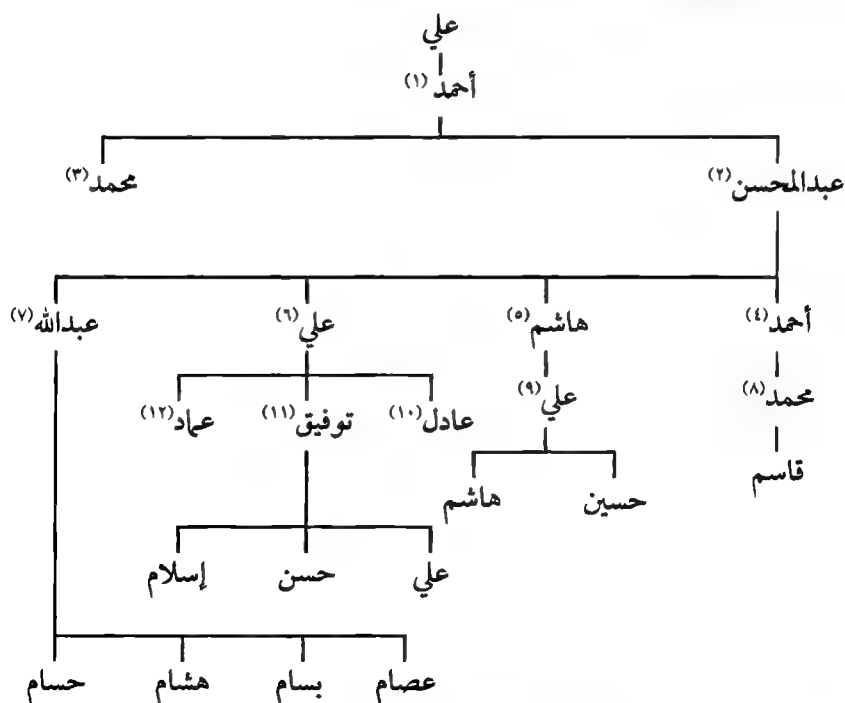 علي
أحمد (١)
عبدالمحسن (٢) محمد (٣)
أحمد (٤) هاشم (٥) علي (٦) عبدالله (٧)
محمد (٨) علي (٩) عادل (١٠) توفيق (١١) عماد (١٢)
قاسم حسين هاشم
علي حسن إسلام
عصام بسام هشام حسام